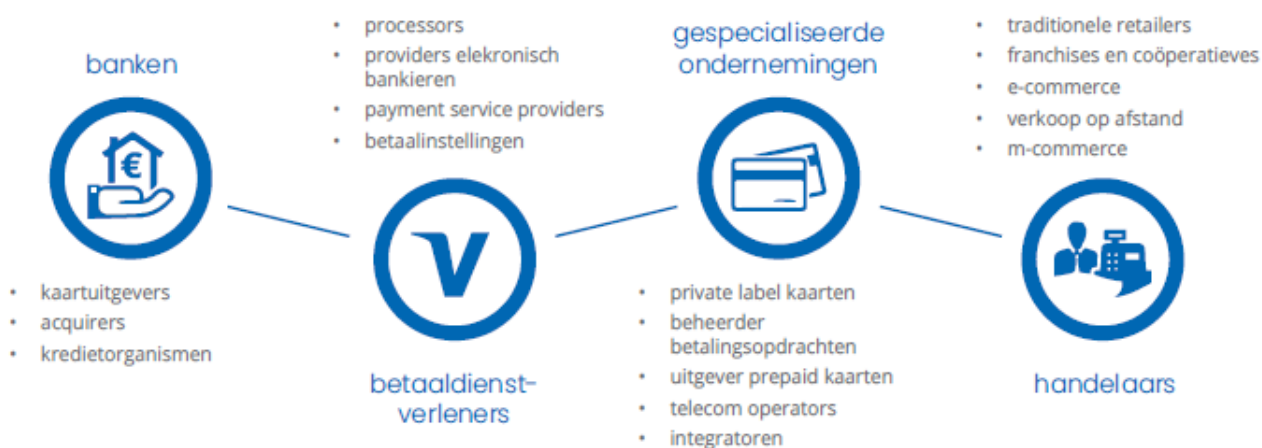 banken
• kaartuitgevers
• acquirers
• kredietorganismen
• processors
• providers elekronisch
bankieren
• payment service providers
• betaalinstellingen
betaaldienst-
verleners
gespecialiseerde
ondernemingen
• private label kaarten
• beheerder
betalingsopdrachten
• uitgever prepaid kaarten
• telecom operators
• integratoren
• traditionele retailers
• franchises en coöperatieves
• e-commerce
• verkoop op afstand
• m-commerce
handelaars
€
v